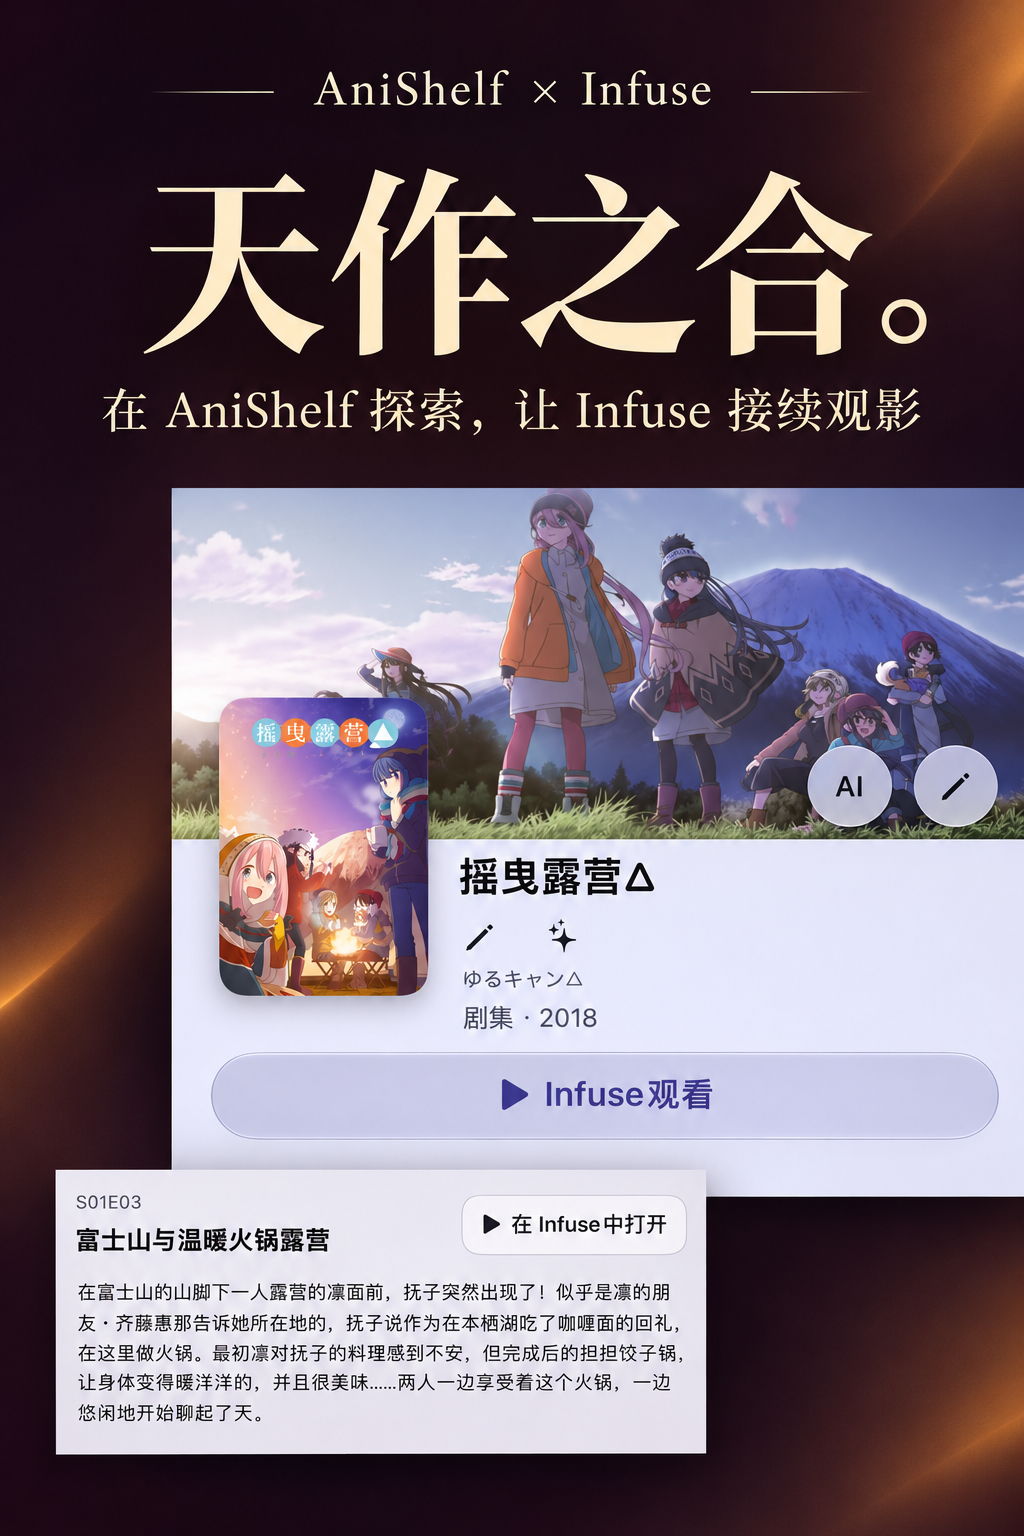 AniShelf × Infuse
天作之合。
在 AniShelf 探索，让 Infuse 接续观影
摇曳露营△
AI
摇曳露营△
ゆるキャン△
剧集 · 2018
Infuse观看
S01E03
富士山与温暖火锅露营
在 Infuse中打开
在富士山的山脚下一人露营的凛面前，抚子突然出现了！似乎是凛的朋
友・齐藤惠那告诉她所在地的，抚子说作为在本栖湖吃了咖喱面的回礼，
在这里做火锅。最初凛对抚子的料理感到不安，但完成后的担担饺子锅，
让身体变得暖洋洋的，并且很美味……两人一边享受着这个火锅，一边
悠闲地开始聊起了天。